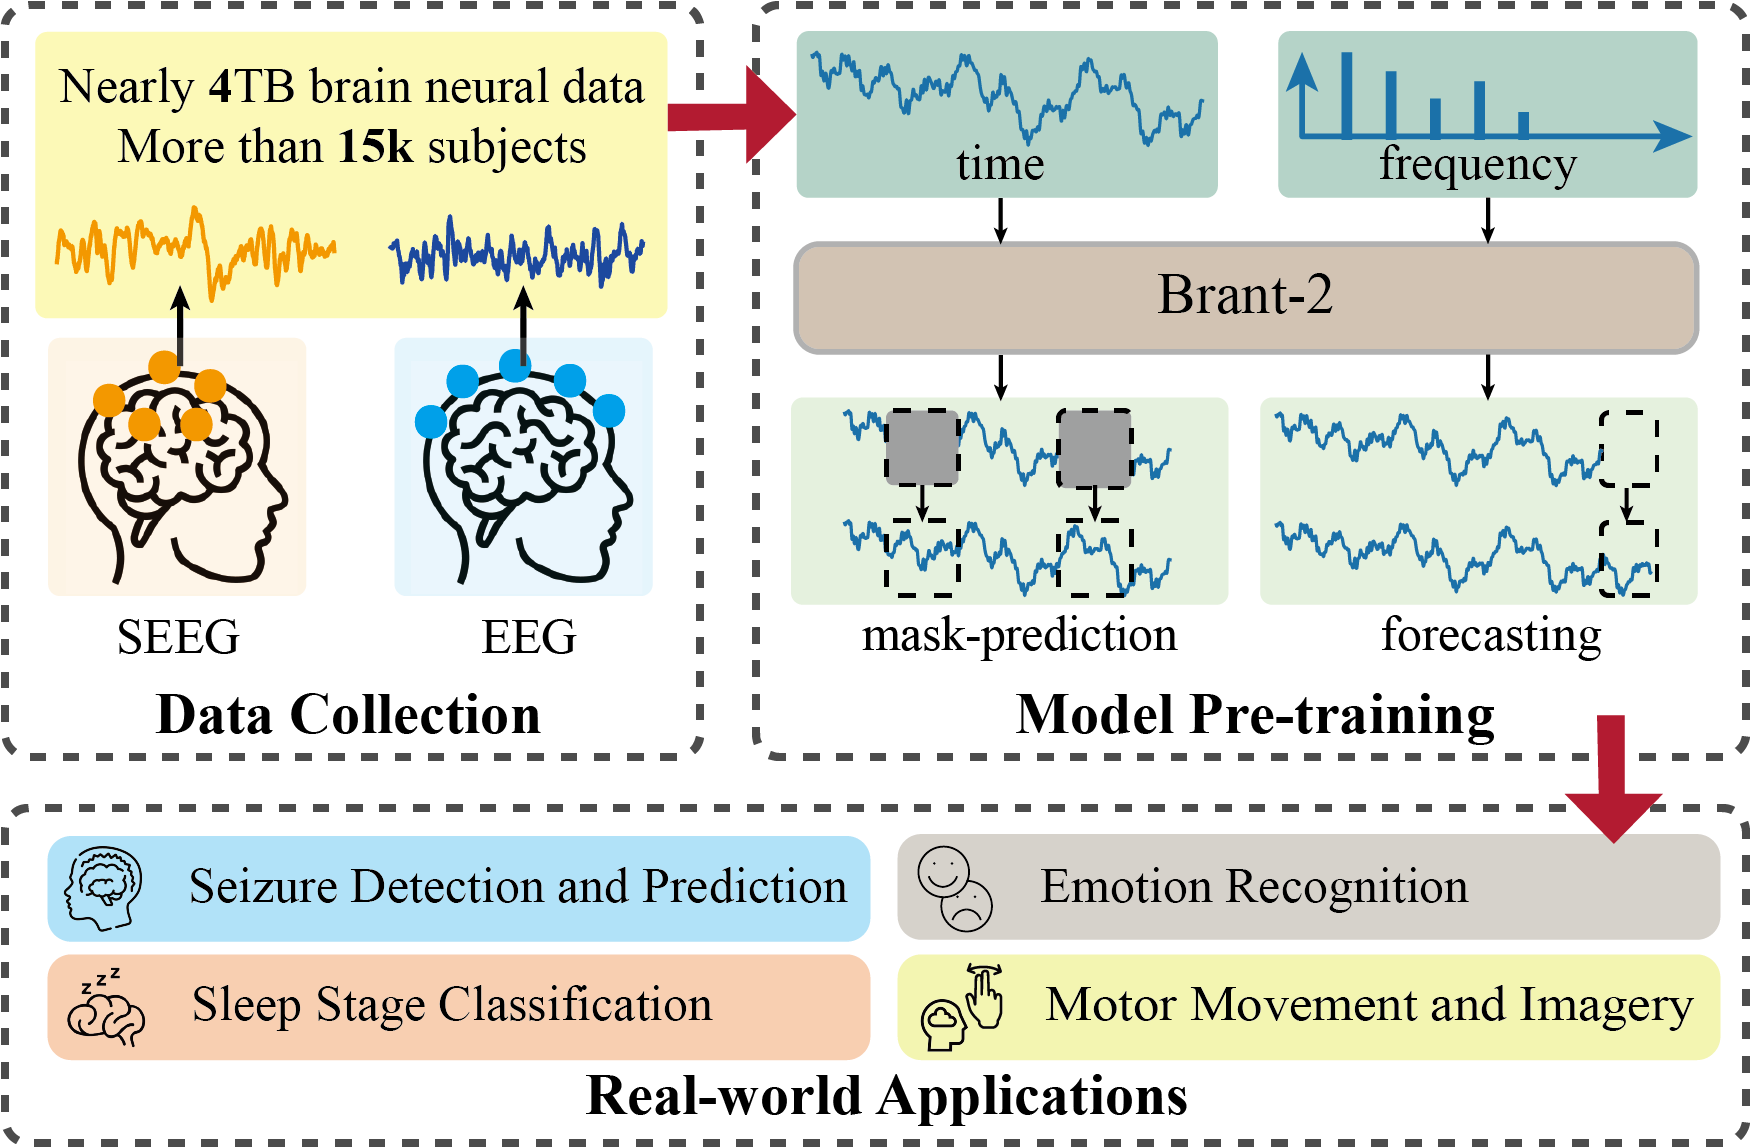 Nearly 4TB brain neural data
More than 15k subjects
SEEG
EEG
Data Collection
time
frequency
Brant-2
mask-prediction
forecasting
Model Pre-training
Seizure Detection and Prediction
Emotion Recognition
z z z
Sleep Stage Classification
Motor Movement and Imagery
Real-world Applications